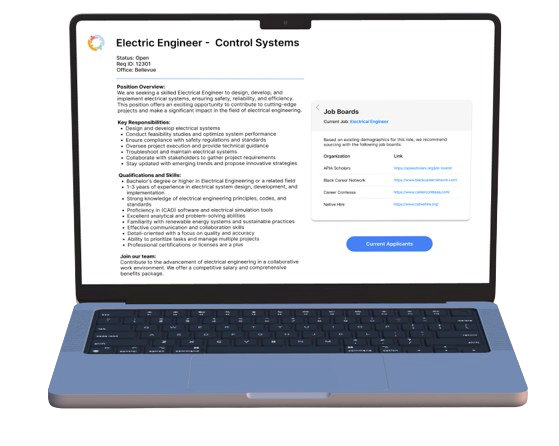 Electric Engineer - Control Systems
Status: Open
Req ID: 12301
Office: Bellevue
Position Overview:
We are seeking a skilled Electrical Engineer to design, develop, and
implement electrical systems, ensuring safety, reliability, and efficiency.
This position offers an exciting opportunity to contribute to cutting-edge
projects and make a significant impact in the field of electrical engineering.
Key Responsibilities:
• Design and develop electrical systems
• Conduct feasibility studies and optimize system performance
• Ensure compliance with safety regulations and standards
• Oversee project execution and provide technical guidance
• Troubleshoot and maintain electrical systems
• Collaborate with stakeholders to gather project requirements
• Stay updated with emerging trends and propose innovative strategies
Qualifications and Skills:
• Bachelor's degree or higher in Electrical Engineering or a related field
• 1-3 years of experience in electrical system design, development, and
implementation
• Strong knowledge of electrical engineering principles, codes, and
standards
• Proficiency in (CAD) software and electrical simulation tools
• Excellent analytical and problem-solving abilities
• Familiarity with renewable energy systems and sustainable practices
• Effective communication and collaboration skills
• Detail-oriented with a focus on quality and accuracy
• Ability to prioritize tasks and manage multiple projects
• Professional certifications or licenses are a plus
Join our team:
Contribute to the advancement of electrical engineering in a collaborative
work environment. We offer a competitive salary and comprehensive
benefits package.
Job Boards
Current Job: Electrical Engineer
Based on existing demographics for this role, we recommend
sourcing with the following job boards:
Organization Link
APIA Scholars
Black Career Network
Career Contessa
Native Hire
Current Applicants